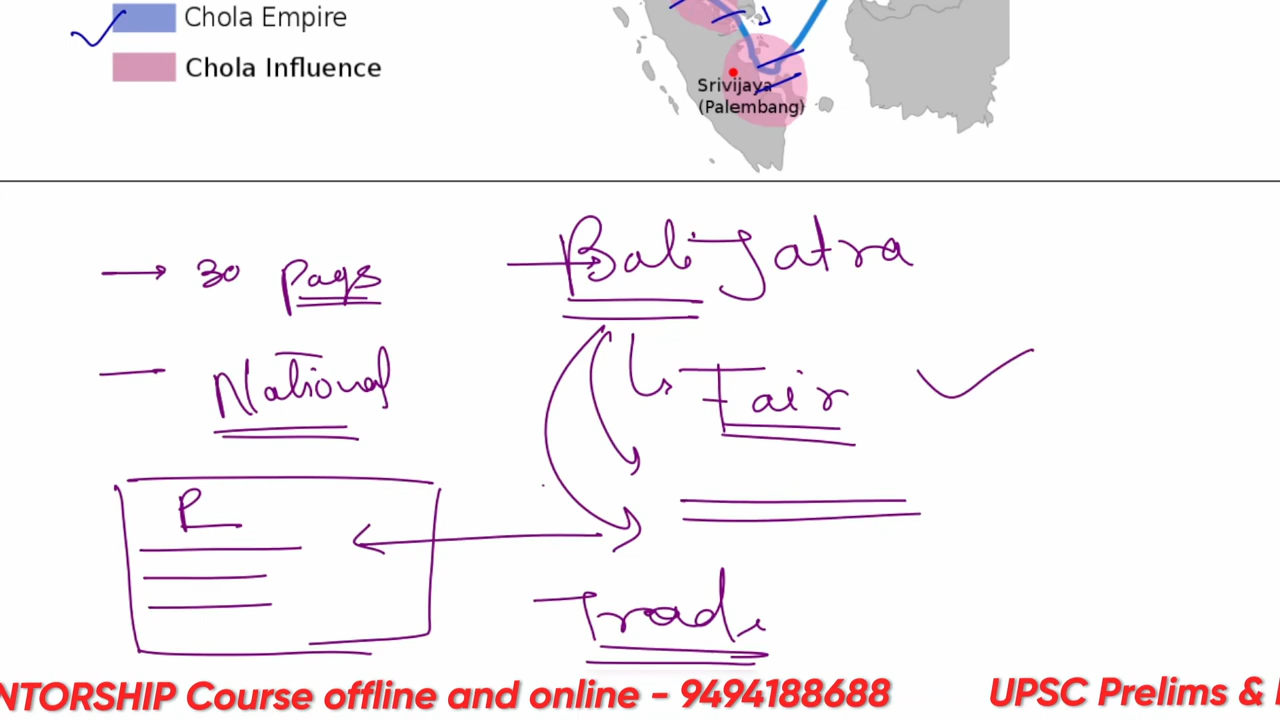 Chola Empire
Chola Influence
Srivijaya
(Palembang)
→ 30 Pags
→ Bali Jatra
— National
Fair ✓
P
Trade
NTORSHIP Course offline and online - 9494188688 UPSC Prelims &